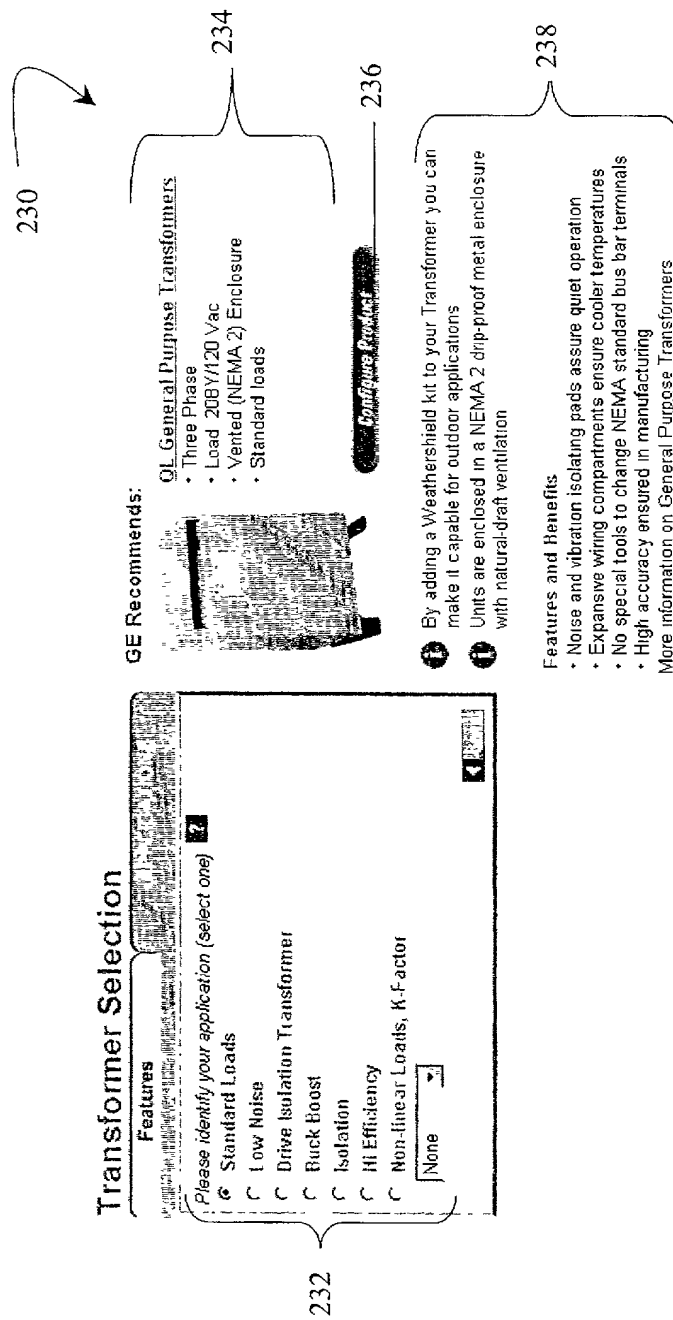 230
Transformer Selection
Features
Please identify your application (select one) ?
Standard Loads
Low Noise
Drive Isolation Transformer
Buck Boost
Isolation
Hi Efficiency
Non-linear Loads, K-Factor
None
232
GE Recommends:
QL General Purpose Transformers
• Three Phase
• Load 208Y/120 Vac
• Vented (NEMA 2) Enclosure
• Standard loads
234
Configure Product
236
By adding a Weathershield kit to your Transformer you can
make it capable for outdoor applications
Units are enclosed in a NEMA 2 drip-proof metal enclosure
with natural-draft ventilation
Features and Benefits
• Noise and vibration isolating pads assure quiet operation
• Expansive wiring compartments ensure cooler temperatures
• No special tools to change NEMA standard bus bar terminals
• High accuracy ensured in manufacturing
More information on General Purpose Transformers
238